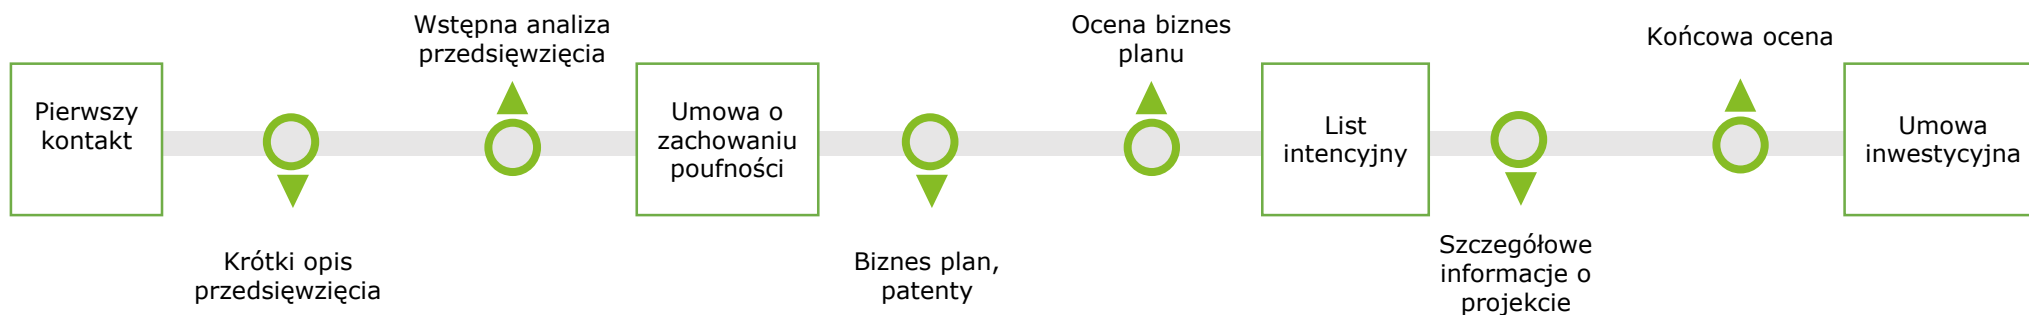 Pierwszy
kontakt
Krótki opis
przedsięwzięcia
Wstępna analiza
przedsięwzięcia
Umowa o
zachowaniu
poufności
Biznes plan,
patenty
Ocena biznes
planu
List
intencyjny
Szczegółowe
informacje o
projekcie
Końcowa ocena
Umowa
inwestycyjna